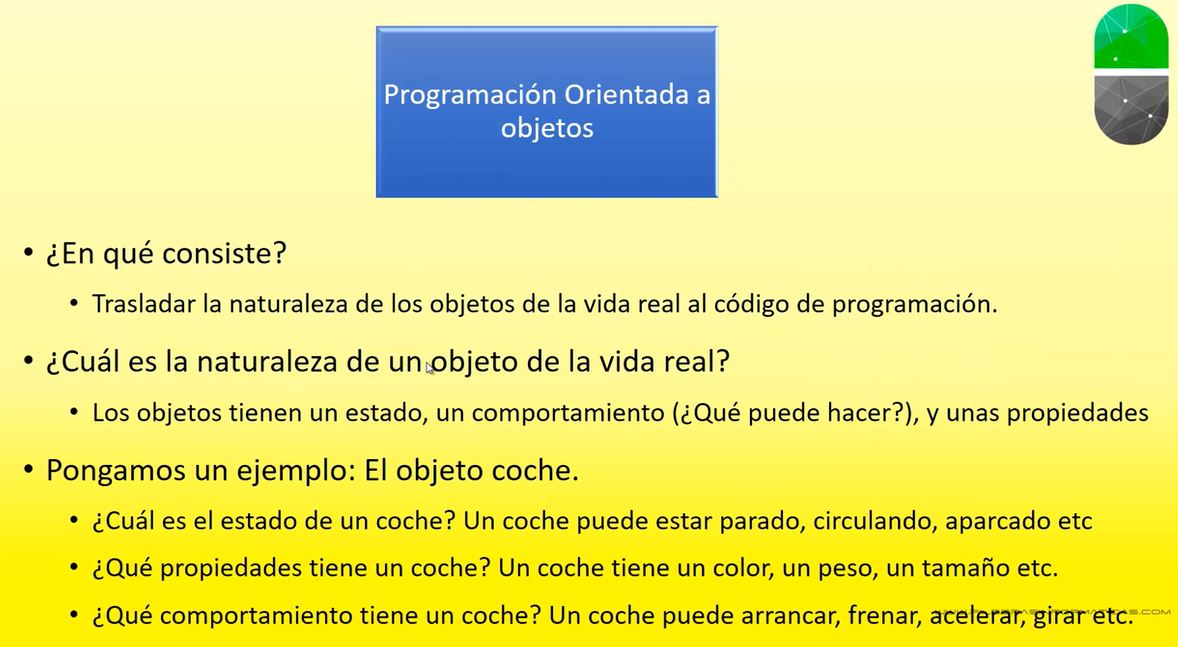 Programación Orientada a
objetos
• ¿En qué consiste?
• Trasladar la naturaleza de los objetos de la vida real al código de programación.
• ¿Cuál es la naturaleza de un objeto de la vida real?
• Los objetos tienen un estado, un comportamiento (¿Qué puede hacer?), y unas propiedades
• Pongamos un ejemplo: El objeto coche.
• ¿Cuál es el estado de un coche? Un coche puede estar parado, circulando, aparcado etc
• ¿Qué propiedades tiene un coche? Un coche tiene un color, un peso, un tamaño etc.
• ¿Qué comportamiento tiene un coche? Un coche puede arrancar, frenar, acelerar, girar etc.